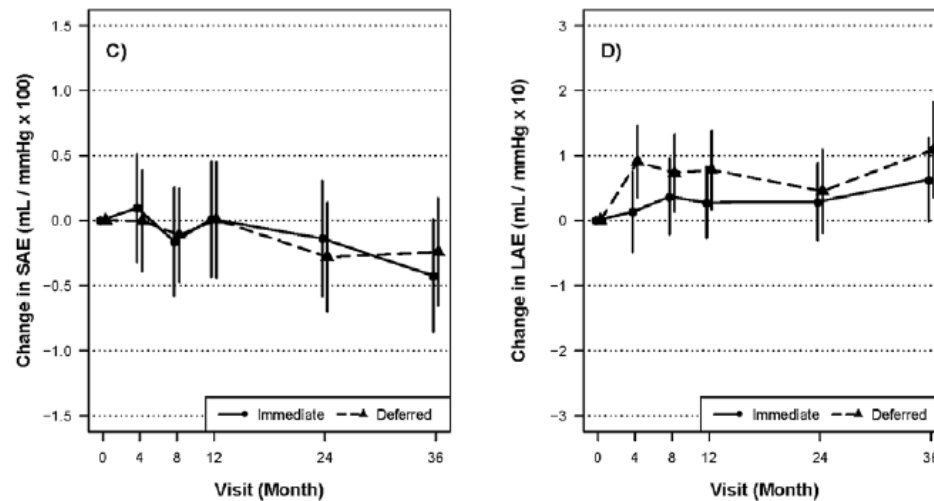 C)
Change in SAE (mL / mmHg x 100)
1.5
1.0
0.5
0.0
−0.5
−1.0
−1.5
0 4 8 12 24 36
Visit (Month)
Immediate Deferred
D)
Change in LAE (mL / mmHg x 10)
3
2
1
0
−1
−2
−3
0 4 8 12 24 36
Visit (Month)
Immediate Deferred